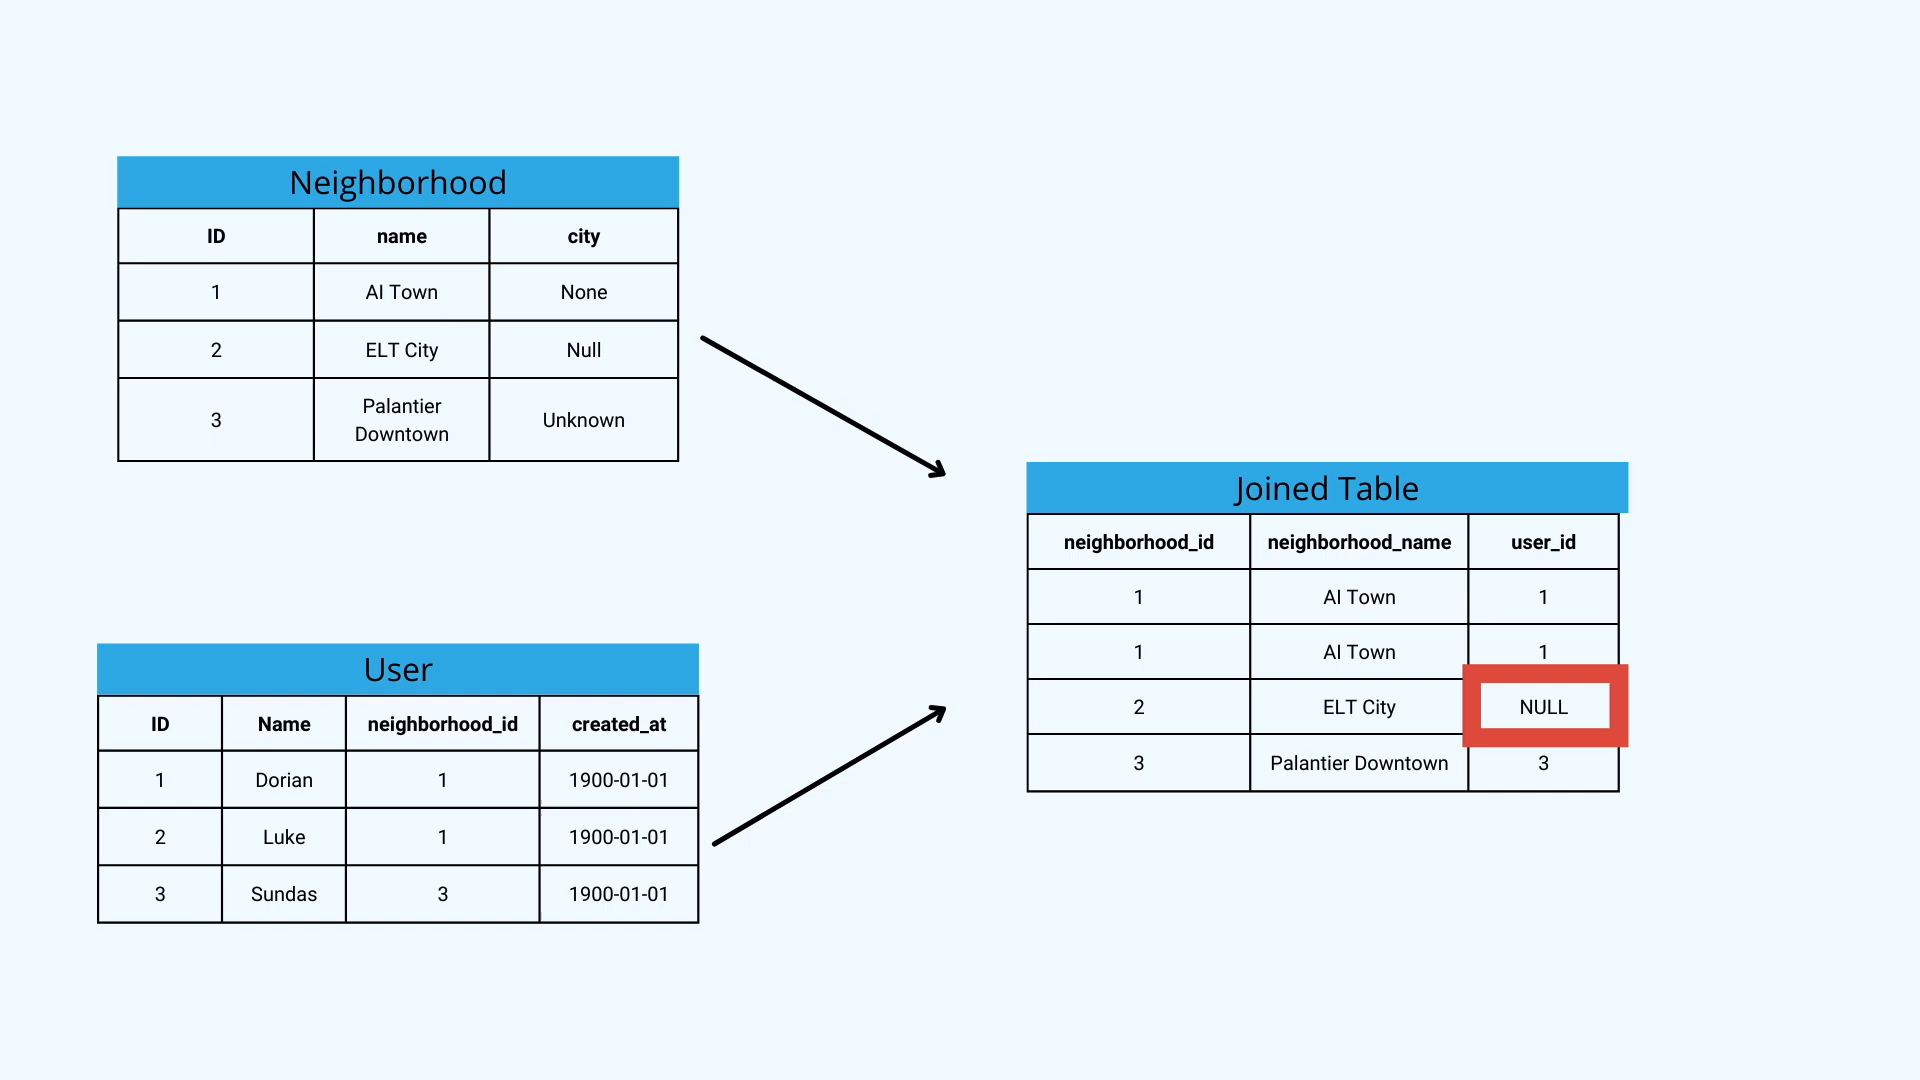 Neighborhood
ID name city
1 AI Town None
2 ELT City Null
3 Palantier Downtown Unknown
User
ID Name neighborhood_id created_at
1 Dorian 1 1900-01-01
2 Luke 1 1900-01-01
3 Sundas 3 1900-01-01
Joined Table
neighborhood_id neighborhood_name user_id
1 AI Town 1
1 AI Town 1
2 ELT City NULL
3 Palantier Downtown 3